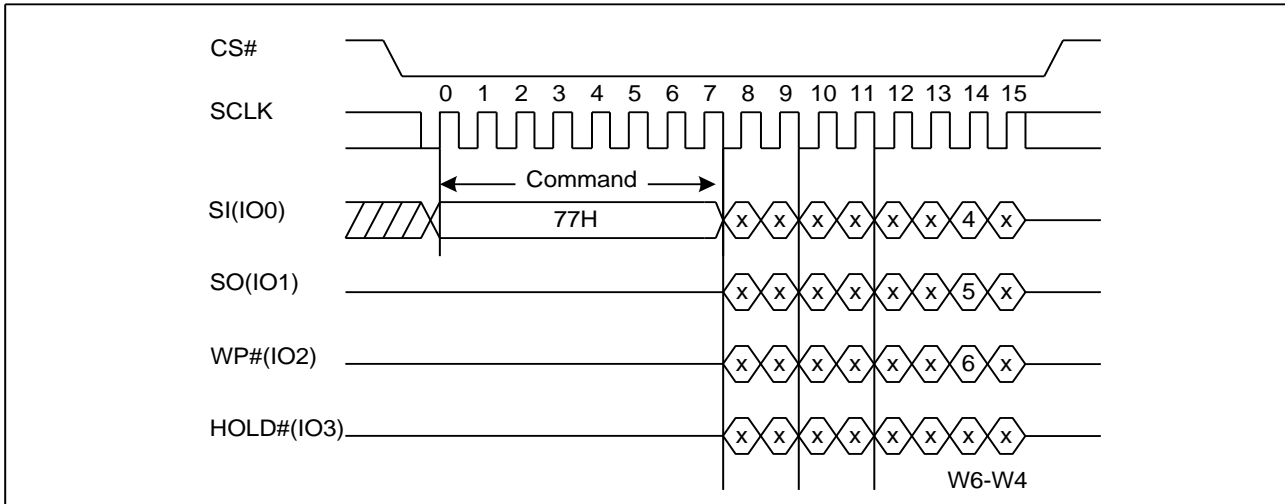 CS#
0 1 2 3 4 5 6 7 8 9 10 11 12 13 14 15
SCLK
Command
SI(IO0) 77H x x x x x x 4 x
SO(IO1) x x x x x x 5 x
WP#(IO2) x x x x x x 6 x
HOLD#(IO3) x x x x x x x x
W6-W4